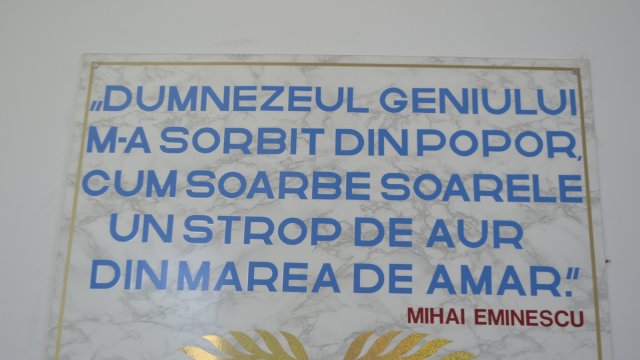 „DUMNEZEUL GENIULUI
M-A SORBIT DIN POPOR,
CUM SOARBE SOARELE
UN STROP DE AUR
DIN MAREA DE AMAR."
MIHAI EMINESCU